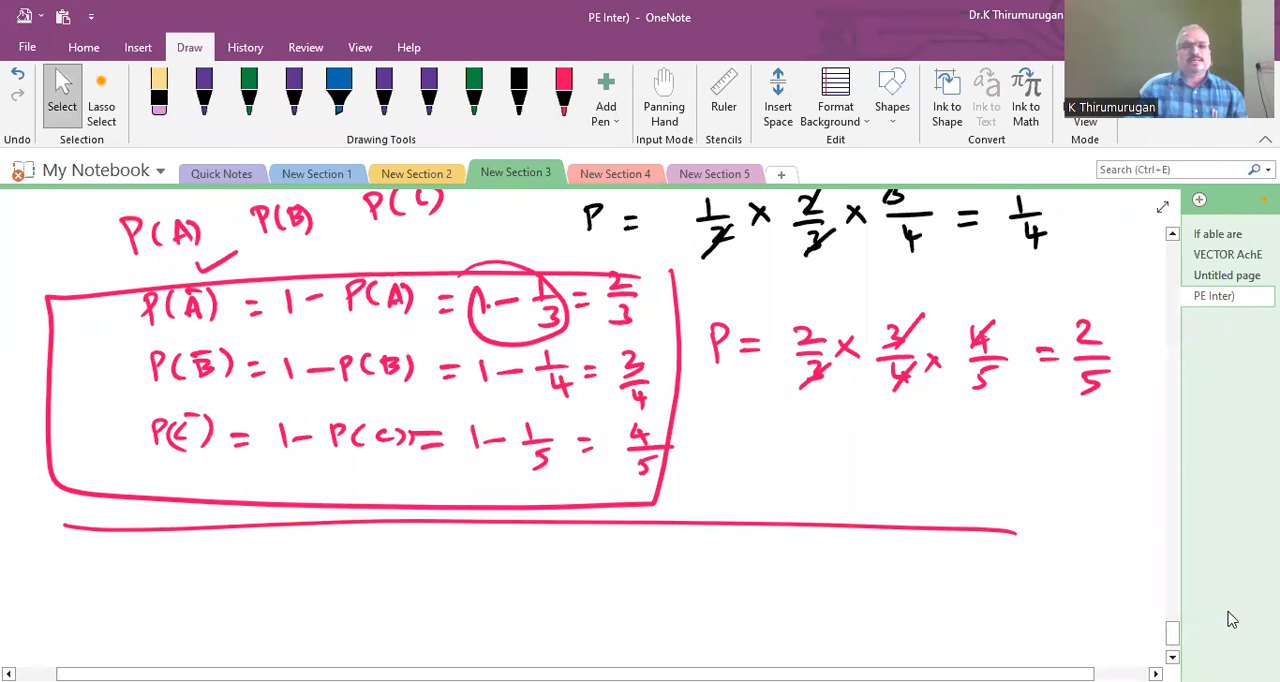 PE Inter) - OneNote
Dr.K Thirumurugan
File Home Insert Draw History Review View Help
Undo
Select
Lasso Select
Selection
Drawing Tools
Add Pen
Panning Hand
Input Mode
Ruler
Stencils
Insert Space
Format Background
Shapes
Edit
Ink to Shape
Ink to Text
Ink to Math
Convert
View
Mode
K Thirumurugan
My Notebook
Quick Notes New Section 1 New Section 2 New Section 3 New Section 4 New Section 5 +
Search (Ctrl+E)
If able are
VECTOR AchE
Untitled page
PE Inter)
P(A) P(B) P(C)
P = 1/2 × 2/3 × 3/4 = 1/4
P(Ā) = 1 - P(A) = 1 - 1/3 = 2/3
P(B̄) = 1 - P(B) = 1 - 1/4 = 3/4
P(C̄) = 1 - P(C) = 1 - 1/5 = 4/5
P = 2/3 × 3/4 × 4/5 = 2/5